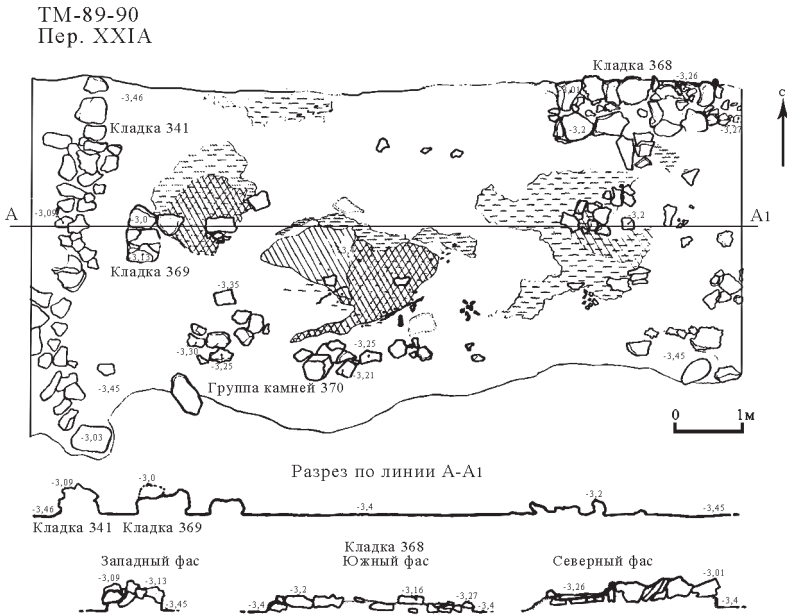 ТМ-89-90
Пер. XXIA
Кладка 368
-3,46
-3,01
-3,26
с
Кладка 341
-3,2
-3,27
А
-3,09
-3,0
-3,2
А1
-3,13
Кладка 369
-3,35
-3,30
-3,25
-3,25
-3,21
-3,45
-3,45
Группа камней 370
-3,03
0 1м
Разрез по линии А-А1
-3,09
-3,0
-3,46
-3,4
-3,2
-3,45
Кладка 341 Кладка 369
Кладка 368
Западный фас
Южный фас
Северный фас
-3,09
-3,13
-3,45
-3,2
-3,16
-3,27
-3,4
-3,4
-3,26
-3,01
-3,4